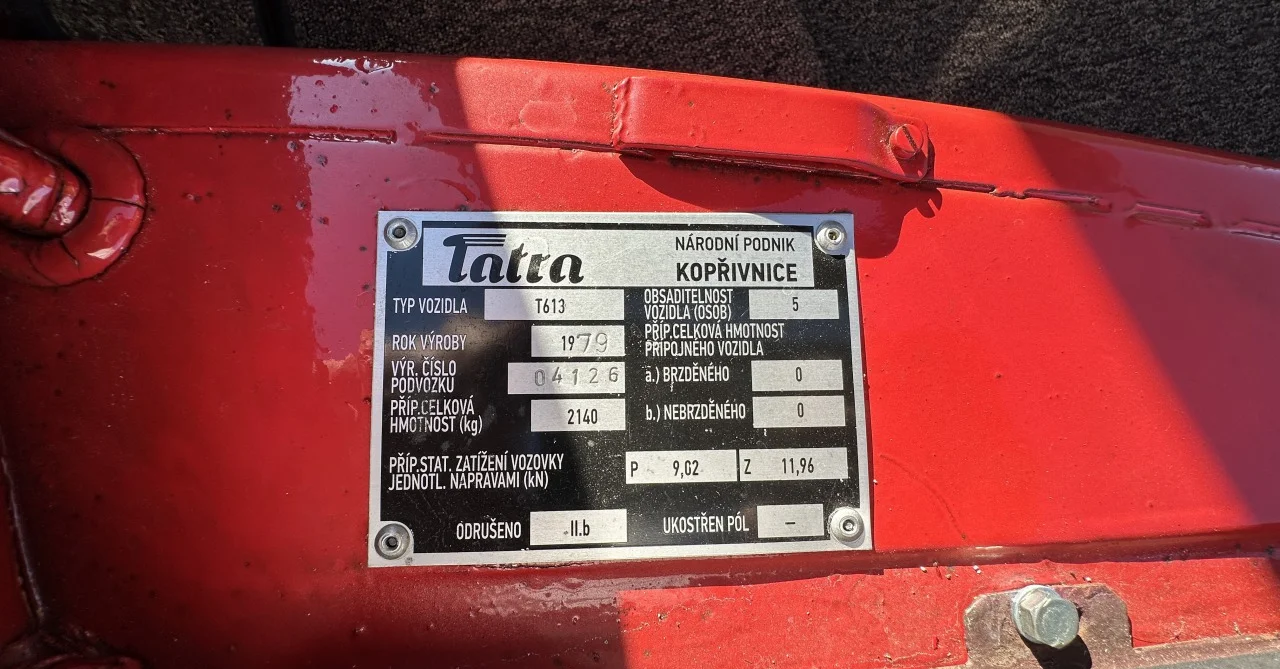 Tatra
NÁRODNÍ PODNIK
KOPŘIVNICE
TYP VOZIDLA T613
OBSADITELNOST
VOZIDLA (OSOB) 5
ROK VÝROBY 1979
PŘÍP.CELKOVÁ HMOTNOST
PŘÍPOJNÉHO VOZIDLA
VÝR. ČÍSLO
PODVOZKU 04126
a.) BRZDĚNÉHO 0
PŘÍP.CELKOVÁ
HMOTNOST (kg) 2140
b.) NEBRZDĚNÉHO 0
PŘÍP.STAT. ZATÍŽENÍ VOZOVKY
JEDNOTL. NAPRAVAMI (kN) P 9,02 Z 11,96
ODRUŠENO II.b UKOSTŘEN PÓL –